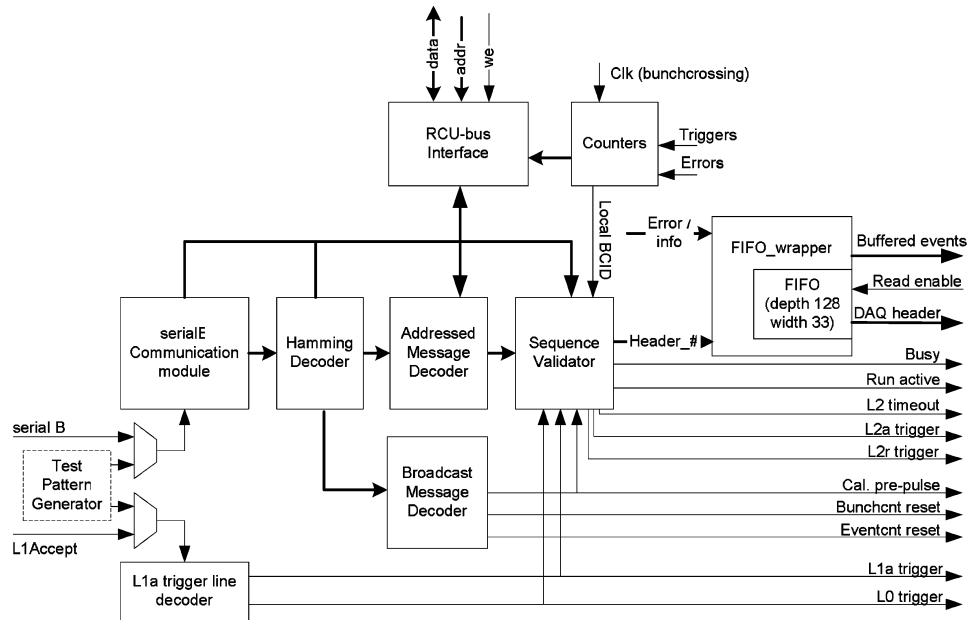 data
addr
we
Clk (bunchcrossing)
RCU-bus
Interface
Counters
Triggers
Errors
Local BCID
Error /
info
FIFO_wrapper
FIFO
(depth 128
width 33)
Buffered events
Read enable
DAQ header
serialE
Communication
module
Hamming
Decoder
Addressed
Message
Decoder
Sequence
Validator
Header_#
Busy
Run active
L2 timeout
L2a trigger
L2r trigger
serial B
Test
Pattern
Generator
L1Accept
Broadcast
Message
Decoder
Cal. pre-pulse
Bunchcnt reset
Eventcnt reset
L1a trigger line
decoder
L1a trigger
L0 trigger